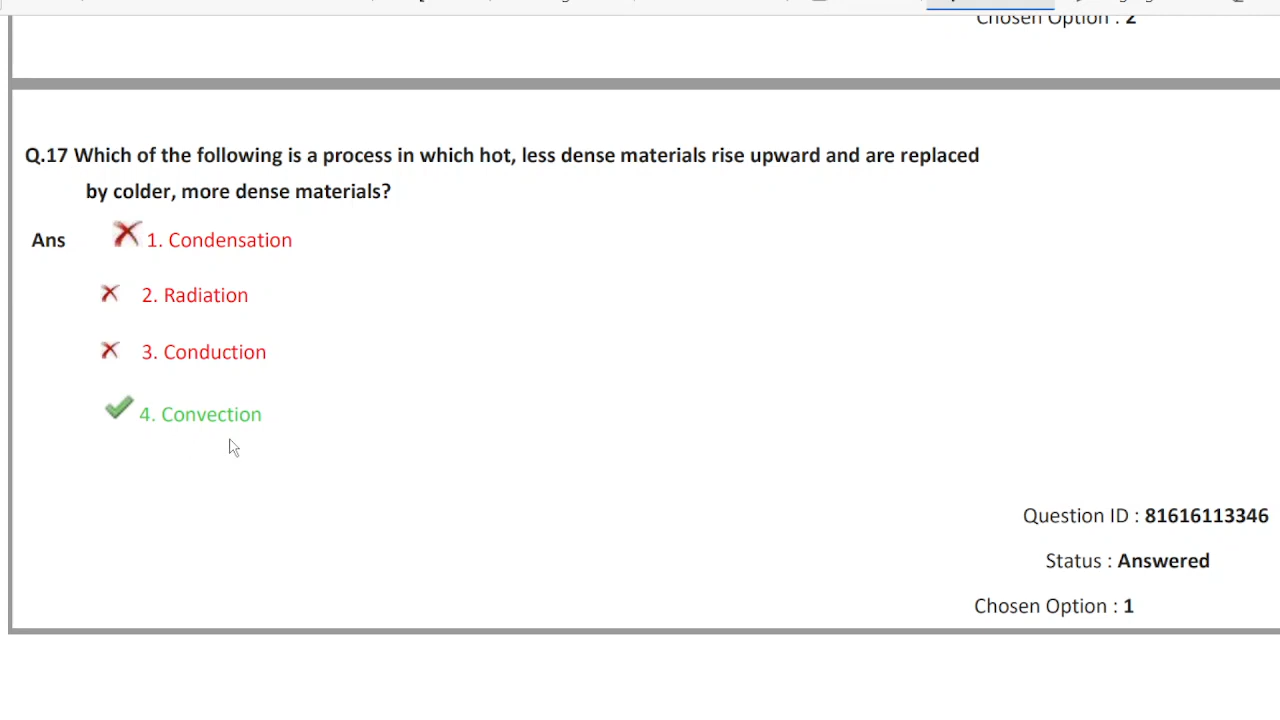 Chosen Option : 2
Q.17 Which of the following is a process in which hot, less dense materials rise upward and are replaced
by colder, more dense materials?
Ans 1. Condensation
2. Radiation
3. Conduction
4. Convection
Question ID : 81616113346
Status : Answered
Chosen Option : 1